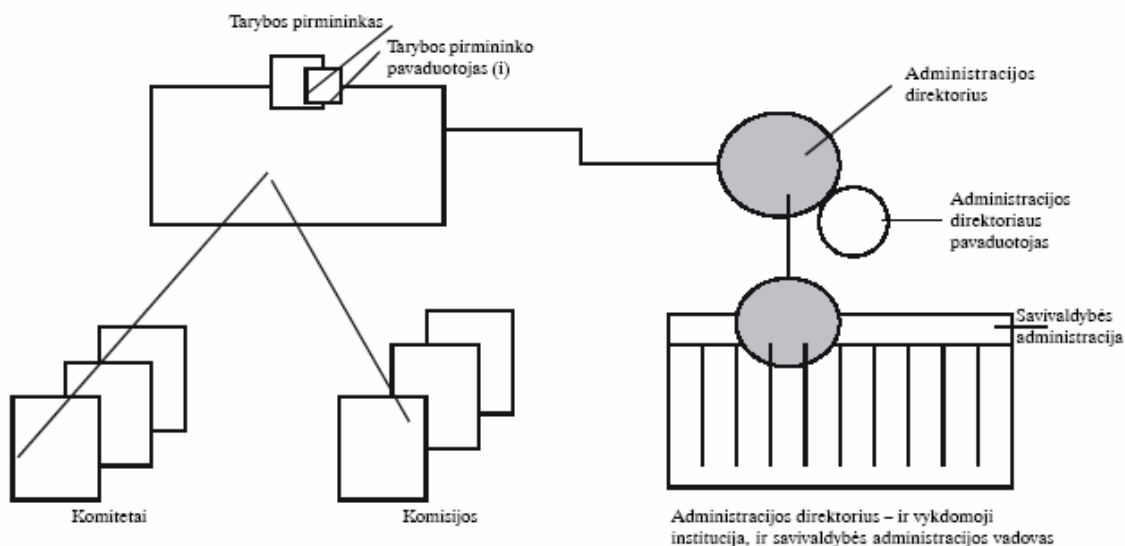 Tarybos pirmininkas
Tarybos pirmininko
pavaduotojas (i)
Administracijos
direktorius
Administracijos
direktoriaus
pavaduotojas
Savivaldybės
administracija
Komitetai
Komisijos
Administracijos direktorius – ir vykdomoji
institucija, ir savivaldybės administracijos vadovas